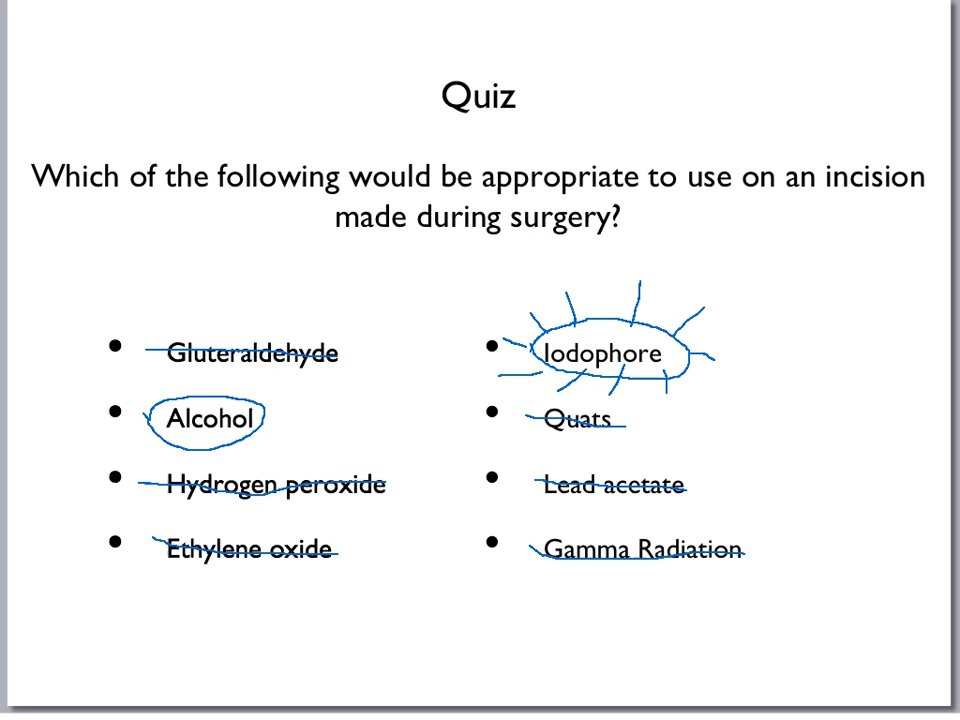 Quiz
Which of the following would be appropriate to use on an incision
made during surgery?
• Gluteraldehyde
• Alcohol
• Hydrogen peroxide
• Ethylene oxide
• Iodophore
• Quats
• Lead acetate
• Gamma Radiation